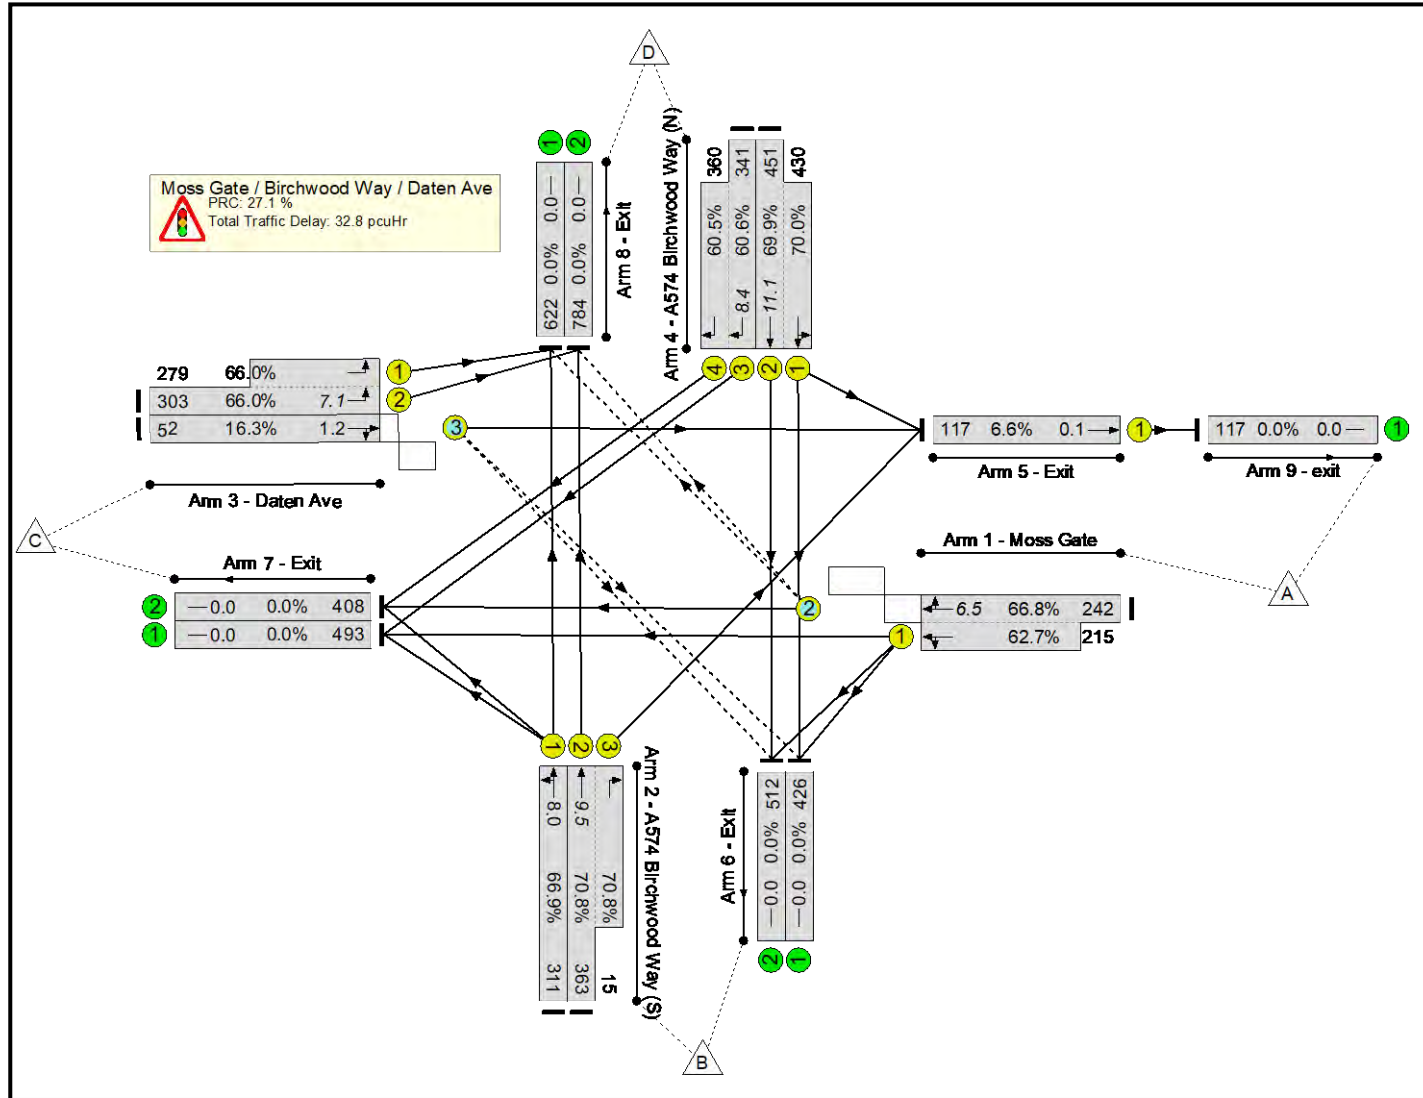 D
Moss Gate / Birchwood Way / Daten Ave
PRC: 27.1 %
Total Traffic Delay: 32.8 pcuHr
1
2
622 0.0% 0.0
784 0.0% 0.0
Arm 8 - Exit
Arm 4 - A574 Birchwood Way (N)
360 60.5%
341 60.6% 8.4
451 69.9% 11.1
430 70.0%
4
3
2
1
279 66.0%
1
303 66.0% 7.1
2
52 16.3% 1.2
3
Arm 3 - Daten Ave
117 6.6% 0.1
1
117 0.0% 0.0
1
Arm 5 - Exit
Arm 9 - exit
C
Arm 7 - Exit
2
0.0 0.0% 408
1
0.0 0.0% 493
Arm 1 - Moss Gate
A
2
6.5 66.8% 242
1
62.7% 215
1
2
3
8.0 66.9% 311
9.5 70.8% 363
70.8% 15
Arm 2 - A574 Birchwood Way (S)
Arm 6 - Exit
0.0 0.0% 512
0.0 0.0% 426
2
1
B